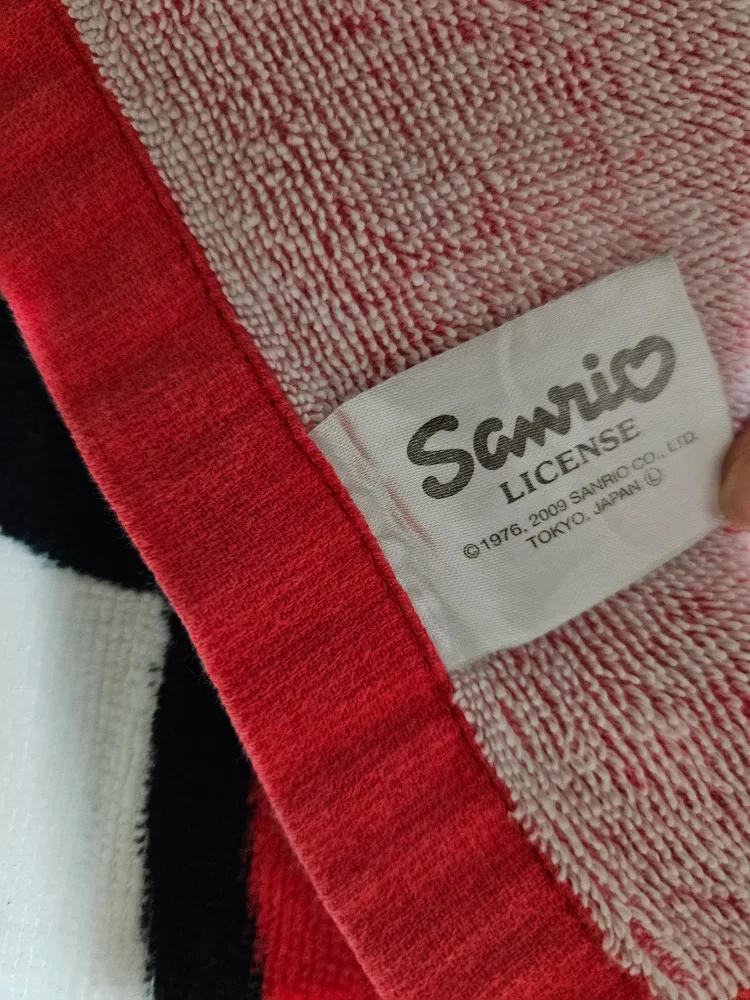 Sanrio
LICENSE
©1976, 2009 SANRIO CO., LTD.
TOKYO, JAPAN Ⓛ